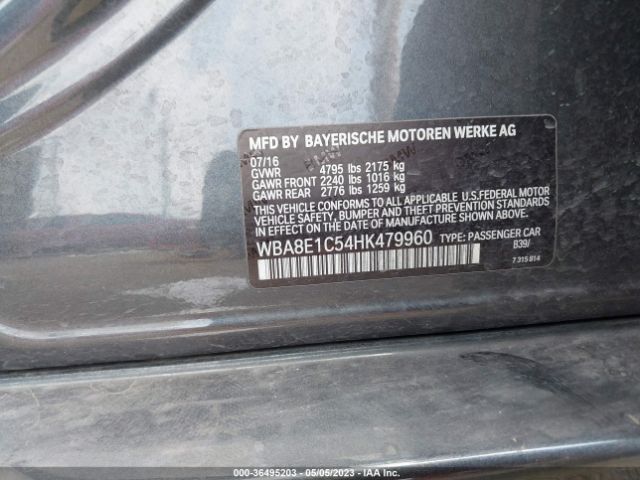 MFD BY BAYERISCHE MOTOREN WERKE AG
07/16
GVWR 4795 lbs 2175 kg
GAWR FRONT 2240 lbs 1016 kg
GAWR REAR 2776 lbs 1259 kg
THIS VEHICLE CONFORMS TO ALL APPLICABLE U.S.FEDERAL MOTOR
VEHICLE SAFETY, BUMPER, AND THEFT PREVENTION STANDARDS
IN EFFECT ON THE DATE OF MANUFACTURE SHOWN ABOVE.
WBA8E1C54HK479960 TYPE: PASSENGER CAR
B39/
7 315 814
000-36495203 - 05/05/2023 - IAAI.COM